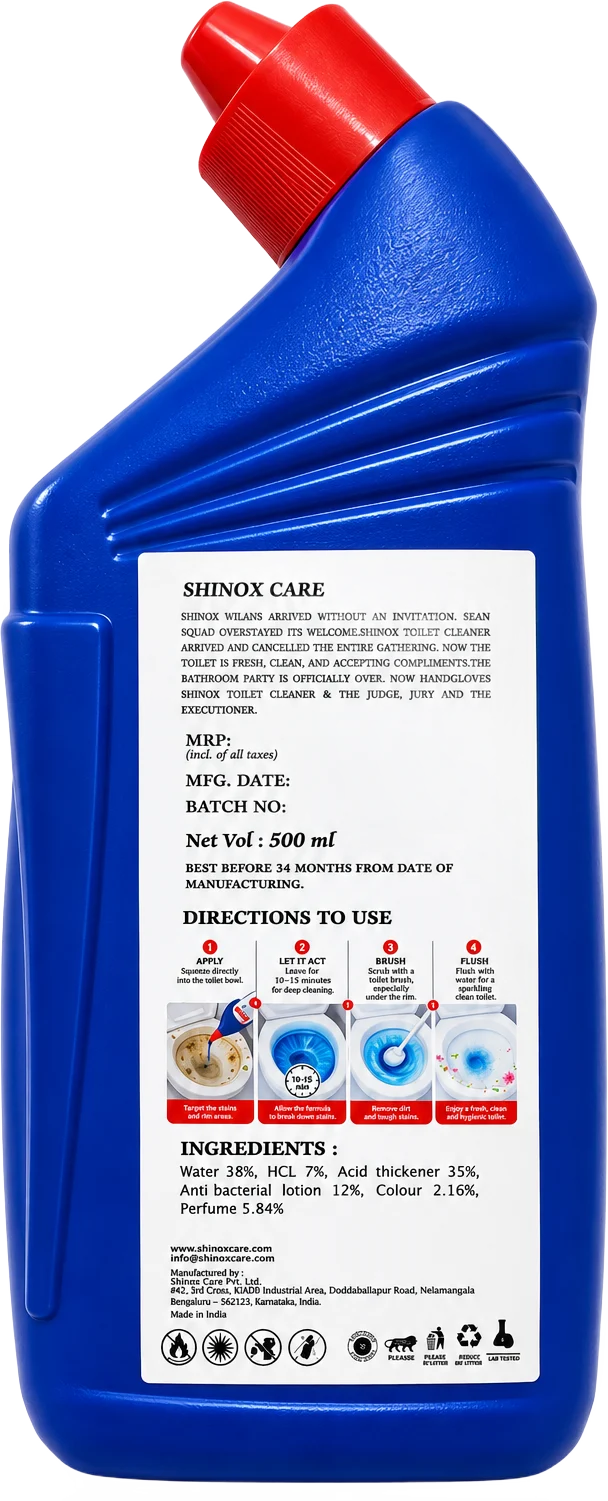 SHINOX CARE
SHINOX WILANS ARRIVED WITHOUT AN INVITATION. SEAN
SQUAD OVERSTAYED ITS WELCOME.SHINOX TOILET CLEANER
ARRIVED AND CANCELLED THE ENTIRE GATHERING. NOW THE
TOILET IS FRESH, CLEAN, AND ACCEPTING COMPLIMENTS.THE
BATHROOM PARTY IS OFFICIALLY OVER. NOW HANDGLOVES
SHINOX TOILET CLEANER & THE JUDGE, JURY AND THE
EXECUTIONER.
MRP:
(incl. of all taxes)
MFG. DATE:
BATCH NO:
Net Vol : 500 ml
BEST BEFORE 34 MONTHS FROM DATE OF
MANUFACTURING.
DIRECTIONS TO USE
1 2 3 4
APPLY LET IT ACT BRUSH FLUSH
Squeeze directly
into the toilet bowl.
Leave for
10–15 minutes
for deep cleaning.
Scrub with a
toilet brush,
especially
under the rim.
Flush with
water for a
sparkling
clean toilet.
10-15
min
Target the stains
and rim areas.
Allow the formula
to break down stains.
Remove dirt
and tough stains.
Enjoy a fresh, clean
and hygienic toilet.
INGREDIENTS :
Water 38%, HCL 7%, Acid thickener 35%,
Anti bacterial lotion 12%, Colour 2.16%,
Perfume 5.84%
www.shinoxcare.com
info@shinoxcare.com
Manufactured by :
Care Pvt. Ltd.
#42, 3rd Cross, KIADB Industrial Area, Doddaballapur Road, Nelamangala
Bengaluru – 562123, Karnataka, India.
Made in India
PLEASSE
PLEASE
REDUCE
LAB TESTED